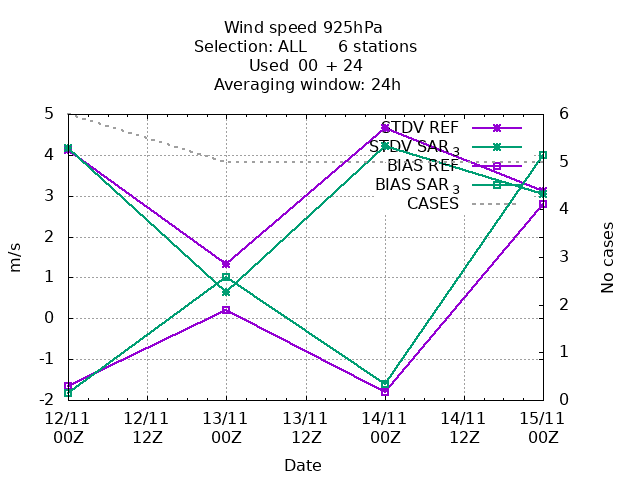 Wind speed 925hPa
Selection: ALL 6 stations
Used 00 + 24
Averaging window: 24h
5
4
3
2
1
0
-1
-2
m/s
6
5
4
3
2
1
0
No cases
STDV REF
STDV SAR 3
BIAS REF
BIAS SAR 3
CASES
12/11 12/11 13/11 13/11 14/11 14/11 15/11
00Z 12Z 00Z 12Z 00Z 12Z 00Z
Date